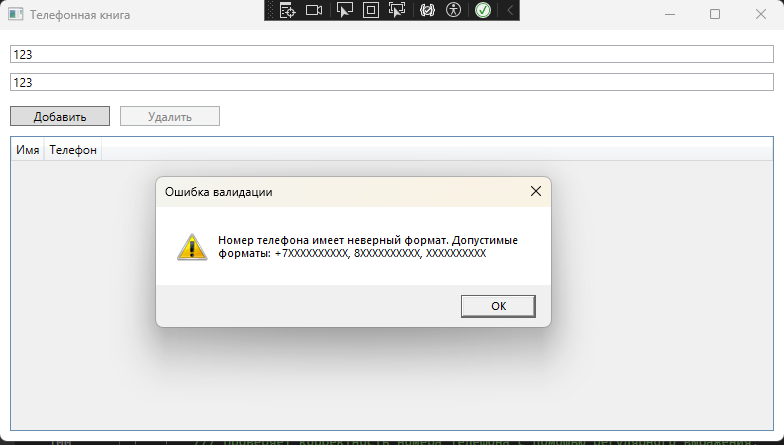 Телефонная книга
123
123
Добавить Удалить
Имя Телефон
Ошибка валидации
Номер телефона имеет неверный формат. Допустимые
форматы: +7XXXXXXXXXX, 8XXXXXXXXXX, XXXXXXXXXX
OK